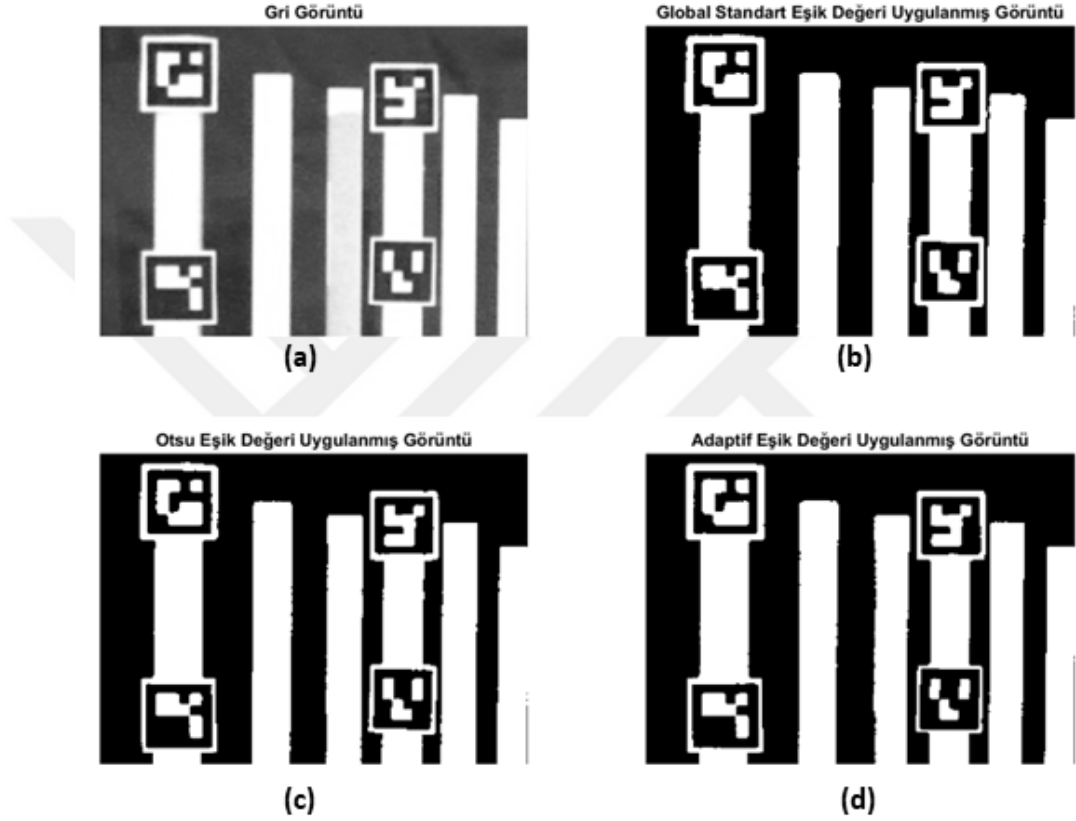 Gri Görüntü
Global Standart Eşik Değeri Uygulanmış Görüntü
(a)
(b)
Otsu Eşik Değeri Uygulanmış Görüntü
Adaptif Eşik Değeri Uygulanmış Görüntü
(c)
(d)